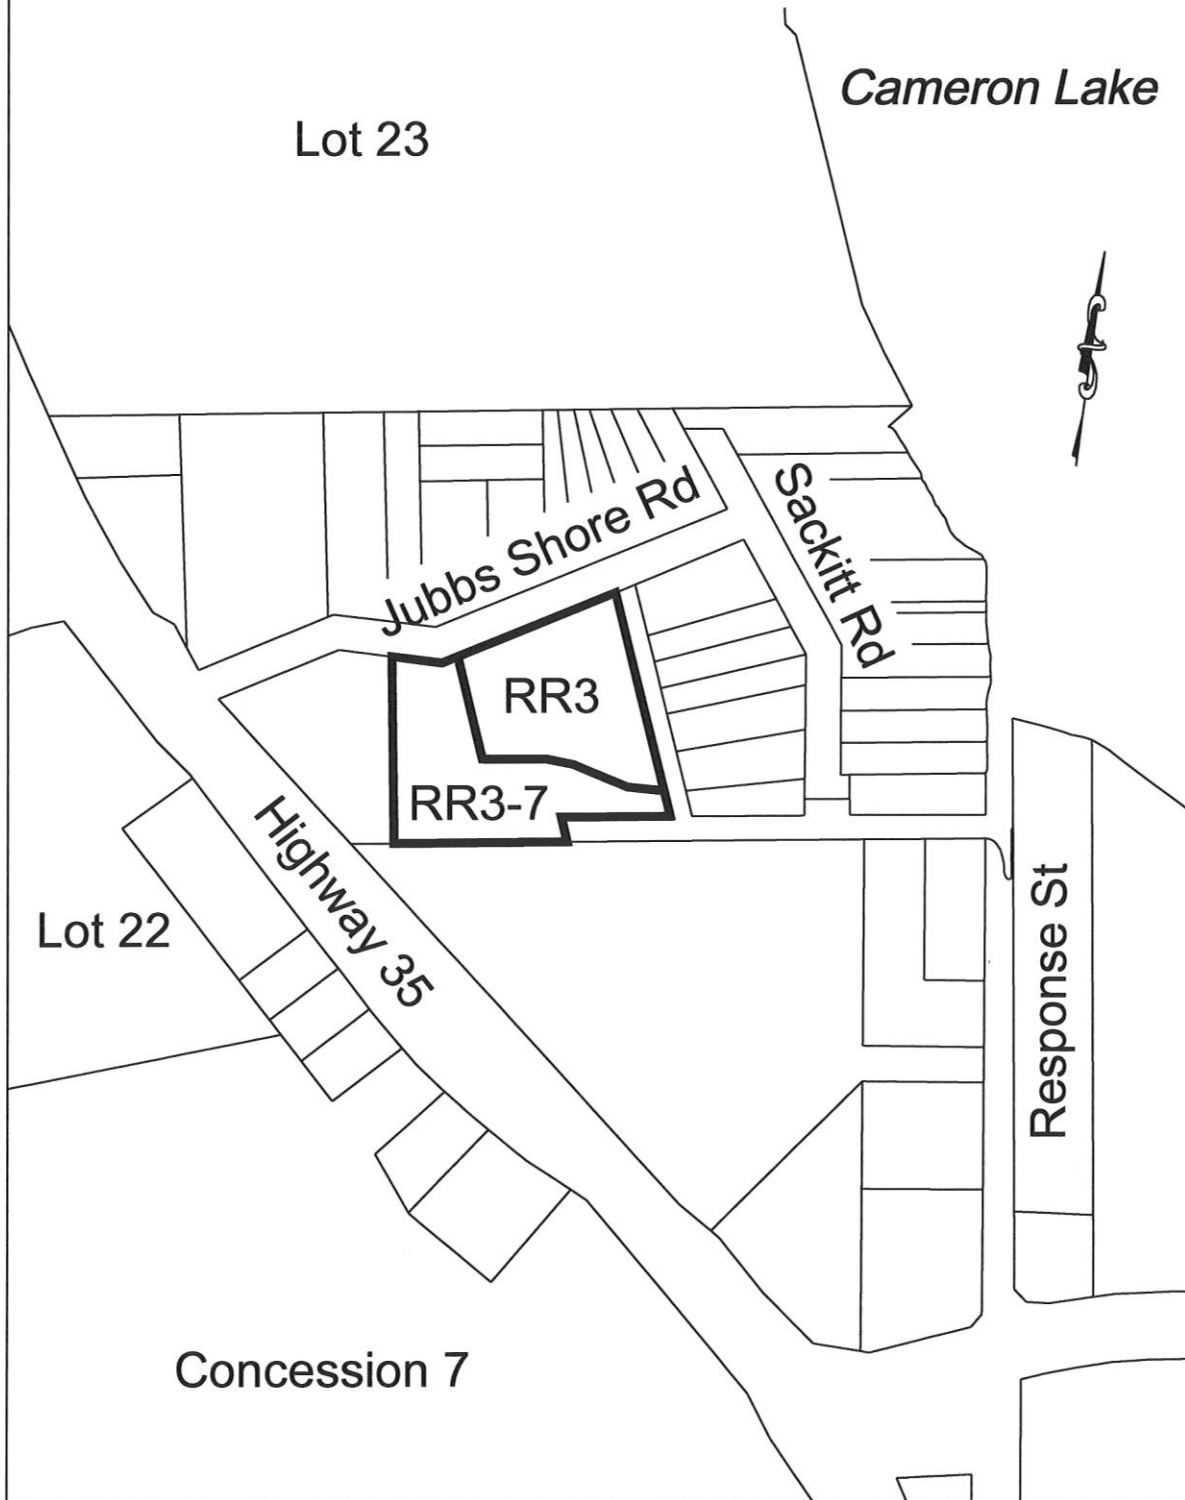 Cameron Lake
Lot 23
Jubbs Shore Rd
Sackitt Rd
RR3
RR3-7
Highway 35
Lot 22
Response St
Concession 7